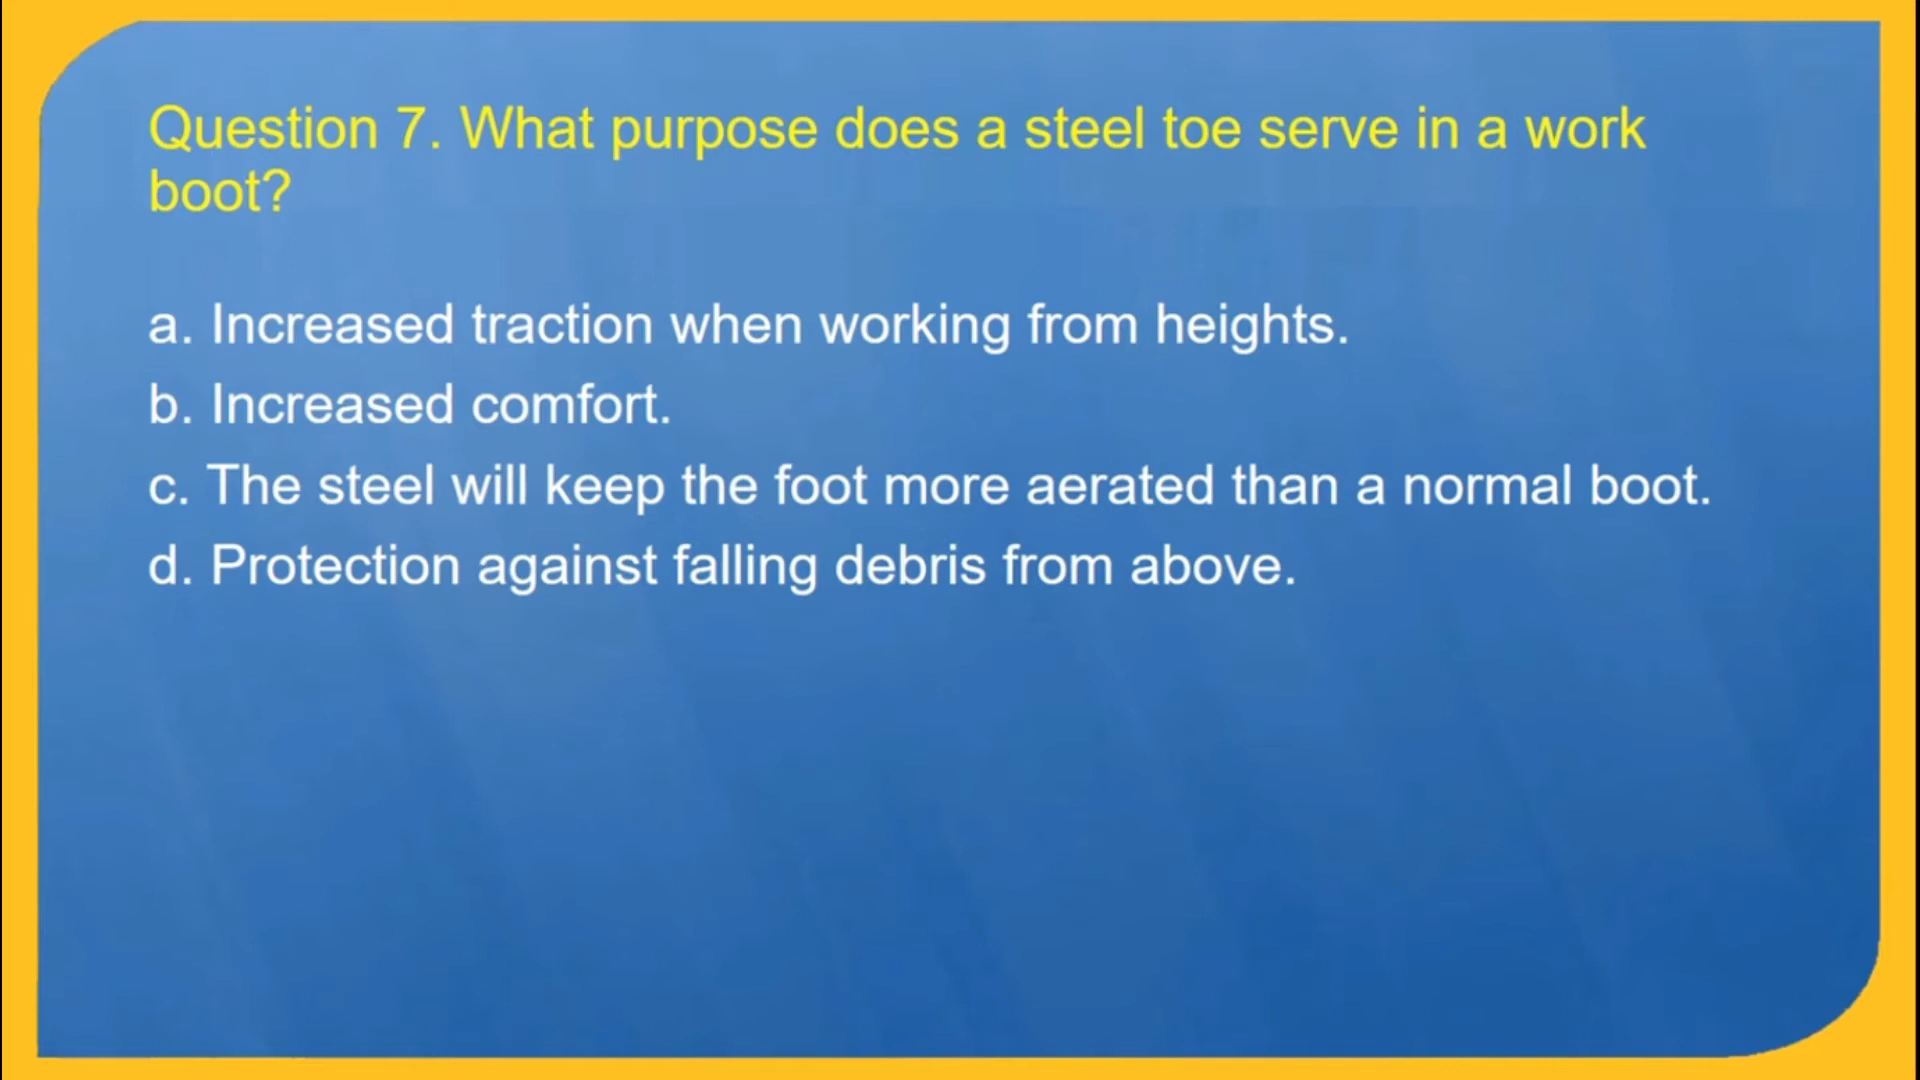 Question 7. What purpose does a steel toe serve in a work
boot?
a. Increased traction when working from heights.
b. Increased comfort.
c. The steel will keep the foot more aerated than a normal boot.
d. Protection against falling debris from above.